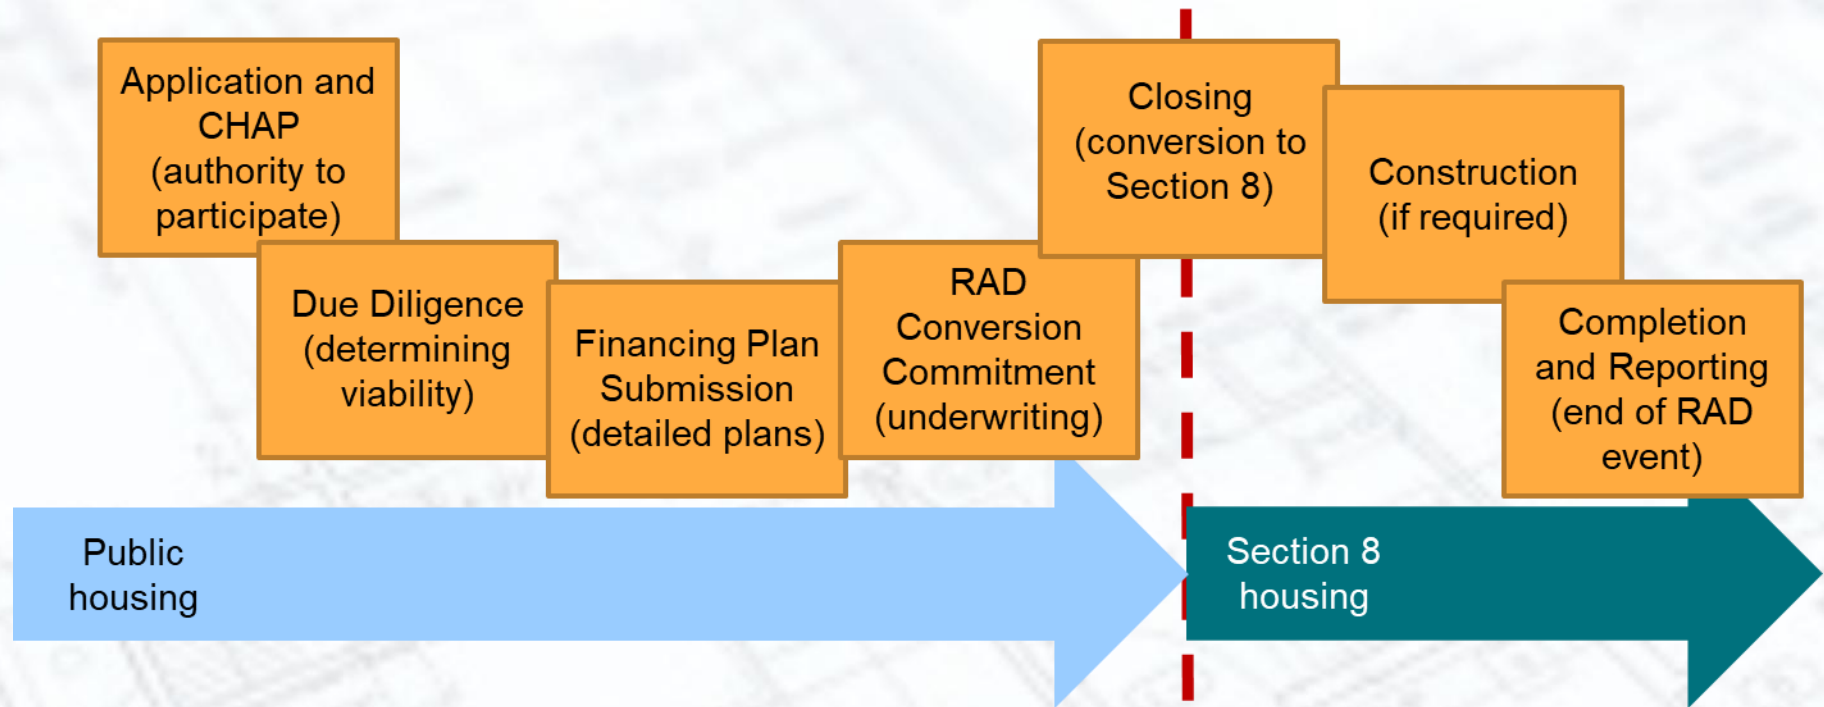 Application and
CHAP
(authority to
participate)
Due Diligence
(determining
viability)
Financing Plan
Submission
(detailed plans)
RAD
Conversion
Commitment
(underwriting)
Closing
(conversion to
Section 8)
Construction
(if required)
Completion
and Reporting
(end of RAD
event)
Public
housing
Section 8
housing